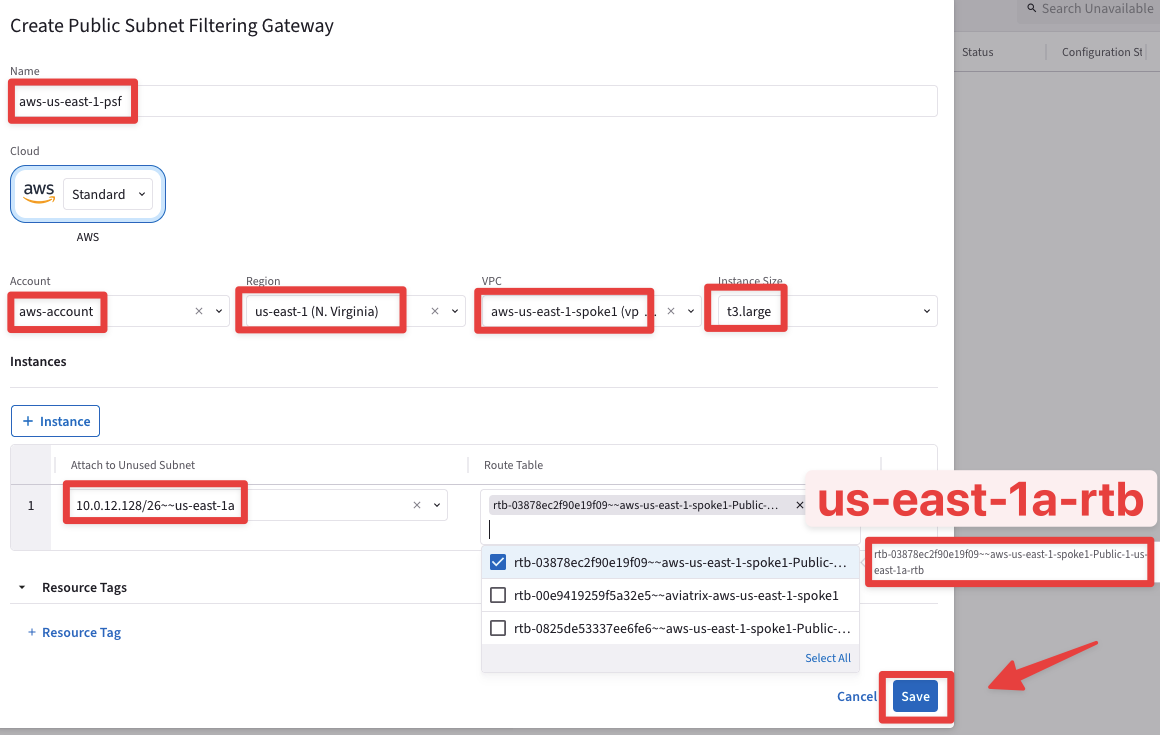 Create Public Subnet Filtering Gateway
Search Unavailable
Status
Configuration St
Name
aws-us-east-1-psf
Cloud
aws
Standard
AWS
Account
Region
VPC
Instance Size
aws-account
us-east-1 (N. Virginia)
aws-us-east-1-spoke1 (vp ...
t3.large
Instances
+ Instance
Attach to Unused Subnet
Route Table
1
10.0.12.128/26~~us-east-1a
rtb-03878ec2f90e19f09~~aws-us-east-1-spoke1-Public-...
us-east-1a-rtb
rtb-03878ec2f90e19f09~~aws-us-east-1-spoke1-Public-1-us-
east-1a-rtb
rtb-03878ec2f90e19f09~~aws-us-east-1-spoke1-Public-...
rtb-00e9419259f5a32e5~~aviatrix-aws-us-east-1-spoke1
rtb-0825de53337ee6fe6~~aws-us-east-1-spoke1-Public-...
Select All
Resource Tags
+ Resource Tag
Cancel
Save